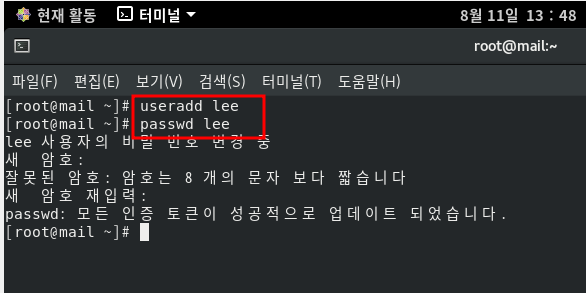 현재 활동 터미널 8월 11일 13 : 48
root@mail:~
파일(F) 편집(E) 보기(V) 검색(S) 터미널(T) 도움말(H)
[root@mail ~]# useradd lee
[root@mail ~]# passwd lee
lee 사용자의 비밀 번호 변경 중
새 암호:
잘못된 암호: 암호는 8 개의 문자 보다 짧습니다
새 암호 재입력:
passwd: 모든 인증 토큰이 성공적으로 업데이트 되었습니다.
[root@mail ~]#